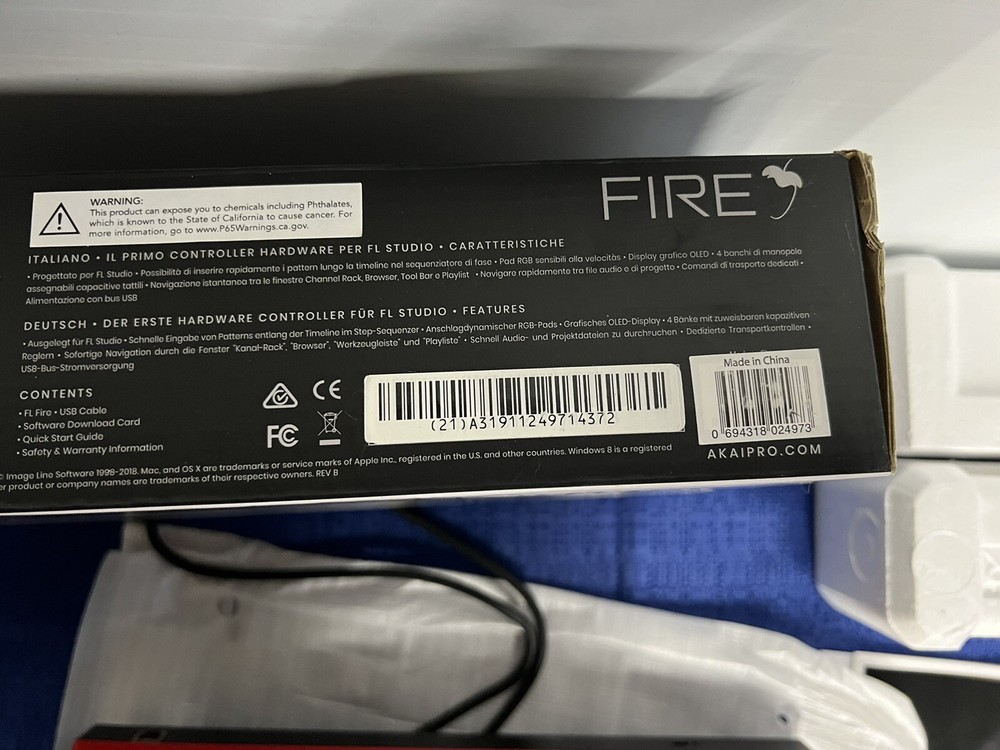 FIRE
WARNING:
This product can expose you to chemicals including Phthalates,
which is known to the State of California to cause cancer. For
more information, go to www.P65Warnings.ca.gov.
ITALIANO • IL PRIMO CONTROLLER HARDWARE PER FL STUDIO • CARATTERISTICHE
• Progettato per FL Studio • Possibilità di inserire rapidamente i pattern lungo la timeline nel sequenziatore di fase • Pad RGB sensibili alla velocità • Display grafico OLED • 4 banchi di manopole
assegnabili capacitive tattili • Navigazione istantanea tra le finestre Channel Rack, Browser, Tool Bar e Playlist • Navigare rapidamente tra file audio e di progetto • Comandi di trasporto dedicati •
Alimentazione con bus USB
DEUTSCH • DER ERSTE HARDWARE CONTROLLER FÜR FL STUDIO • FEATURES
• Ausgelegt für FL Studio • Schnelle Eingabe von Patterns entlang der Timeline im Step-Sequenzer • Anschlagdynamischer RGB-Pads • Grafisches OLED-Display • 4 Bänke mit zuweisbaren kapazitiven
Reglern • Sofortige Navigation durch die Fenster "Kanal-Rack", "Browser", "Werkzeugleiste" und "Playliste" • Schnell Audio- und Projektdateien zu durchsuchen • Dedizierte Transportkontrollen •
USB-Bus-Stromversorgung
CONTENTS
• FL Fire • USB Cable
• Software Download Card
• Quick Start Guide
• Safety & Warranty Information
CE
FC
(21)A31911249714372
Made in China
0 694318 024973
AKAIPRO.COM
© Image Line Software 1998-2018. Mac, and OS X are trademarks or service marks of Apple Inc., registered in the U.S. and other countries. Windows 8 is a registered
product or company names are trademarks of their respective owners. REV B